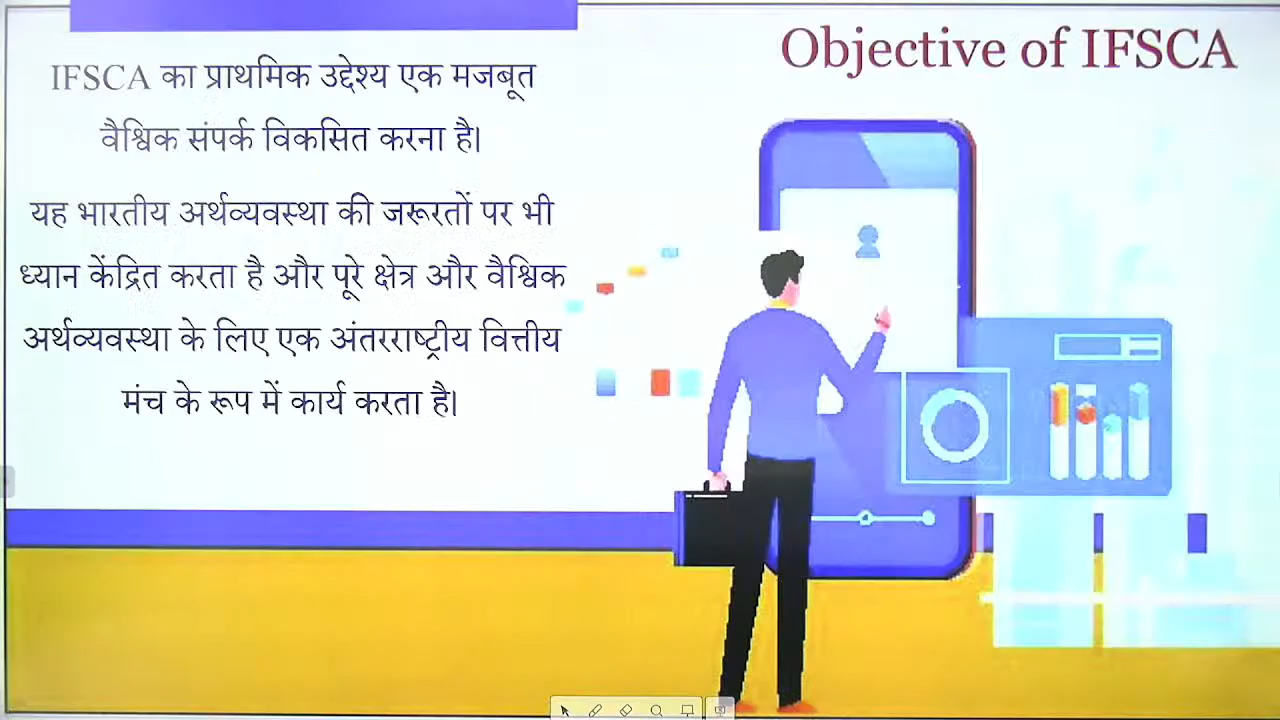 Objective of IFSCA
IFSCA का प्राथमिक उद्देश्य एक मजबूत
वैश्विक संपर्क विकसित करना है।
यह भारतीय अर्थव्यवस्था की जरूरतों पर भी
ध्यान केंद्रित करता है और पूरे क्षेत्र और वैश्विक
अर्थव्यवस्था के लिए एक अंतरराष्ट्रीय वित्तीय
मंच के रूप में कार्य करता है।